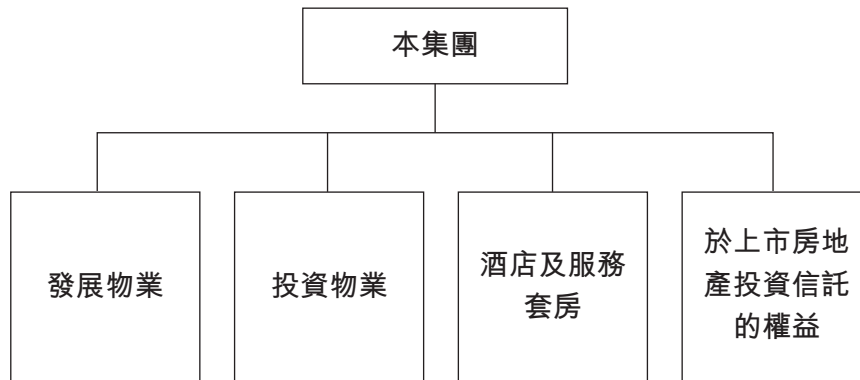 本集團
發展物業
投資物業
酒店及服務
套房
於上市房地
產投資信託
的權益